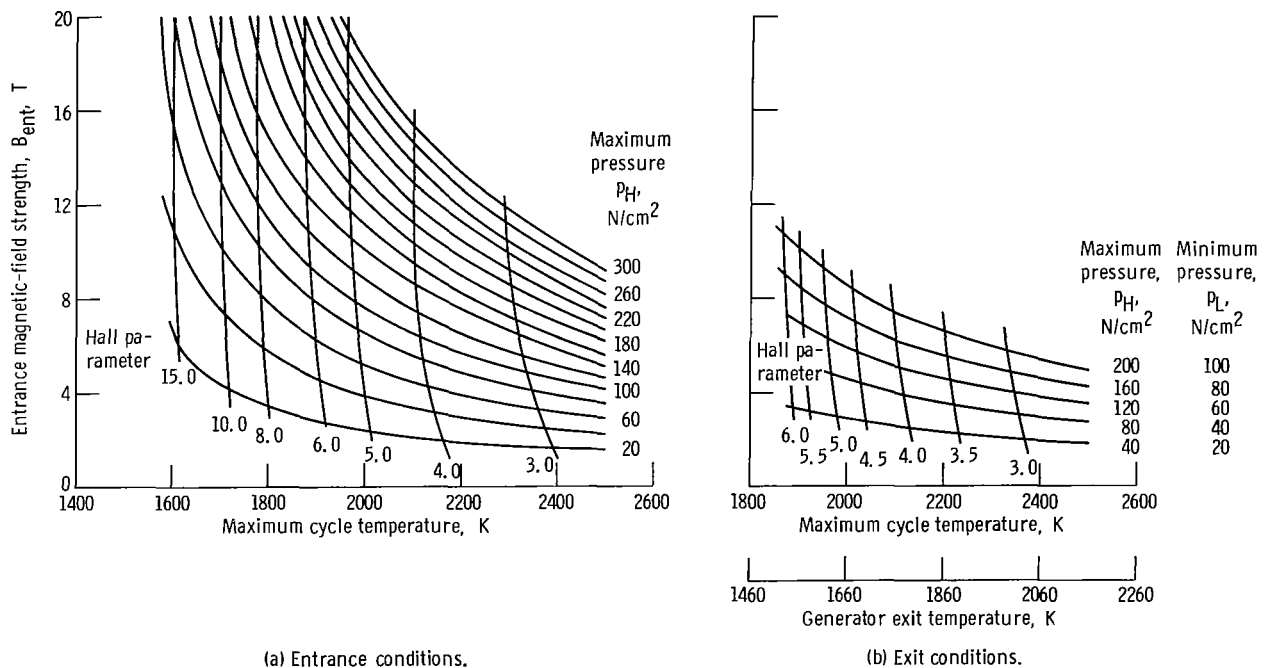 Entrance magnetic-field strength, B_ent, T
20
16
12
8
4
0
Hall pa-
rameter
15.0
10.0
8.0
6.0
5.0
4.0
3.0
Maximum
pressure
p_H,
N/cm²
300
260
220
180
140
100
60
20
1400
1600
1800
2000
2200
2400
2600
Maximum cycle temperature, K
(a) Entrance conditions.
Hall pa-
rameter
6.0
5.5
5.0
4.5
4.0
3.5
3.0
Maximum
pressure,
p_H,
N/cm²
200
160
120
80
40
Minimum
pressure,
p_L,
N/cm²
100
80
60
40
20
1800
2000
2200
2400
2600
Maximum cycle temperature, K
1460
1660
1860
2060
2260
Generator exit temperature, K
(b) Exit conditions.